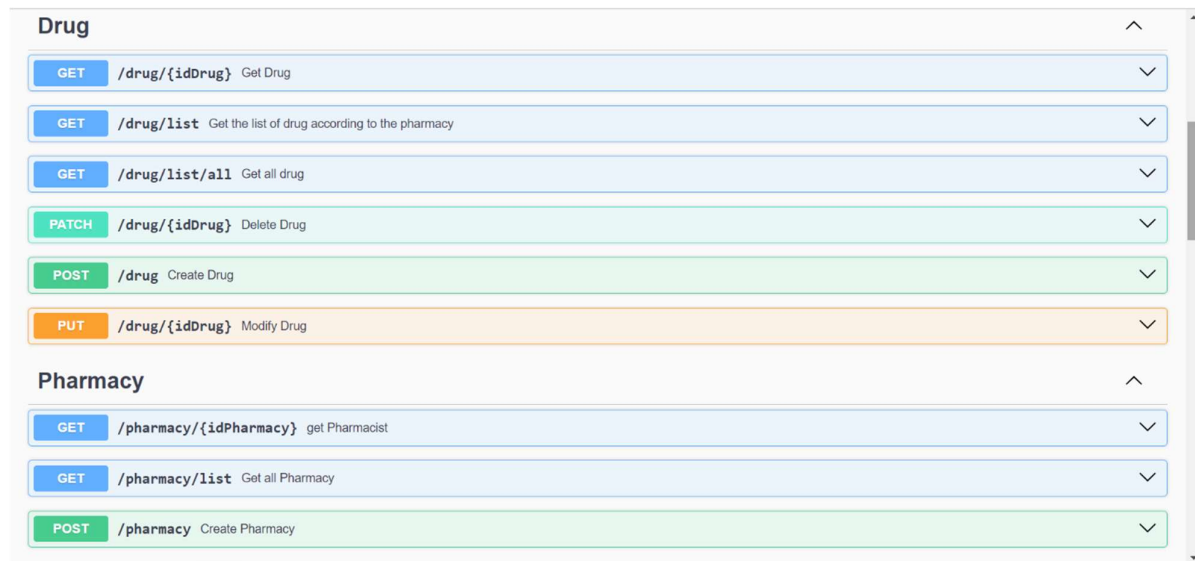 Drug
GET /drug/{idDrug} Get Drug
GET /drug/list Get the list of drug according to the pharmacy
GET /drug/list/all Get all drug
PATCH /drug/{idDrug} Delete Drug
POST /drug Create Drug
PUT /drug/{idDrug} Modify Drug
Pharmacy
GET /pharmacy/{idPharmacy} get Pharmacist
GET /pharmacy/list Get all Pharmacy
POST /pharmacy Create Pharmacy